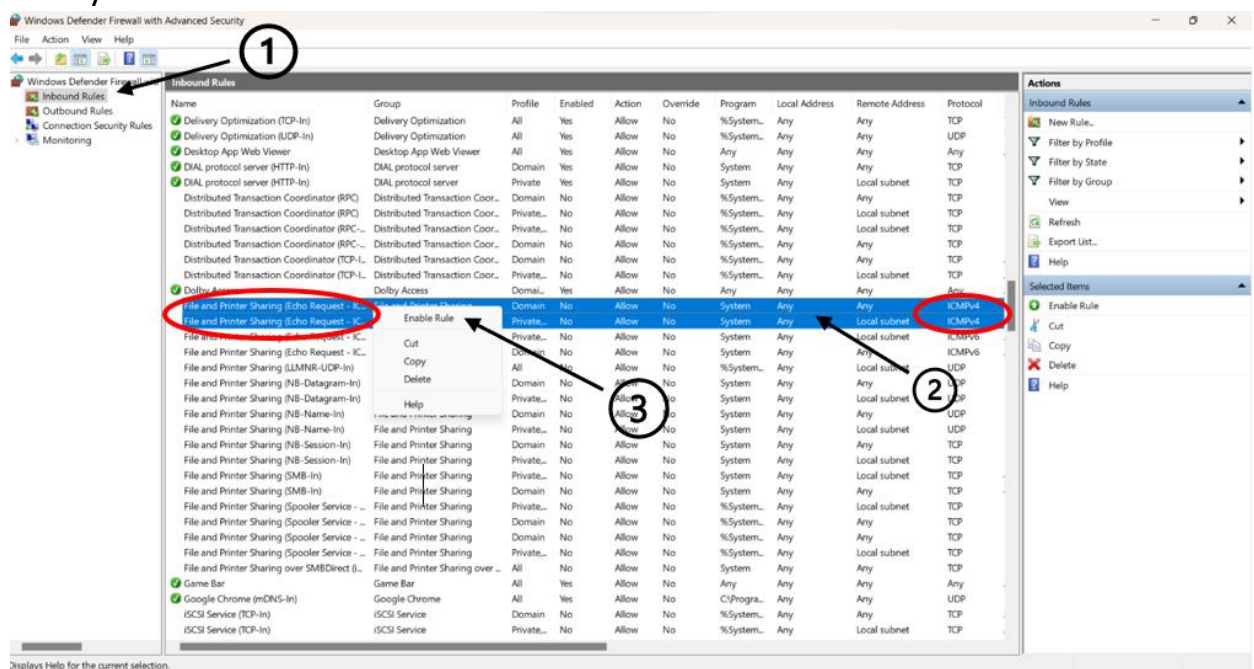 Windows Defender Firewall with Advanced Security
File Action View Help
1
Windows Defender Firewall
Inbound Rules
Outbound Rules
Connection Security Rules
Monitoring
Inbound Rules
Name Group Profile Enabled Action Override Program Local Address Remote Address Protocol
Delivery Optimization (TCP-In) Delivery Optimization All Yes Allow No %System... Any Any TCP
Delivery Optimization (UDP-In) Delivery Optimization All Yes Allow No %System... Any Any UDP
Desktop App Web Viewer Desktop App Web Viewer All Yes Allow No Any Any Any Any
DIAL protocol server (HTTP-In) DIAL protocol server Domain Yes Allow No System Any Any TCP
DIAL protocol server (HTTP-In) DIAL protocol server Private Yes Allow No System Any Local subnet TCP
Distributed Transaction Coordinator (RPC) Distributed Transaction Coor... Domain No Allow No %System... Any Any TCP
Distributed Transaction Coordinator (RPC) Distributed Transaction Coor... Private,... No Allow No %System... Any Local subnet TCP
Distributed Transaction Coordinator (RPC-... Distributed Transaction Coor... Private,... No Allow No %System... Any Local subnet TCP
Distributed Transaction Coordinator (RPC-... Distributed Transaction Coor... Domain No Allow No %System... Any Any TCP
Distributed Transaction Coordinator (TCP-I... Distributed Transaction Coor... Domain No Allow No %System... Any Any TCP
Distributed Transaction Coordinator (TCP-I... Distributed Transaction Coor... Private,... No Allow No %System... Any Local subnet TCP
Dolby Access Dolby Access Domai... Yes Allow No Any Any Any Any
File and Printer Sharing (Echo Request - IC... File and Printer Sharing Domain No Allow No System Any Any ICMPv4
File and Printer Sharing (Echo Request - IC... Private,... No Allow No System Any Local subnet ICMPv4
File and Printer Sharing (Echo Request - IC... Private,... No Allow No System Any Local subnet ICMPv6
File and Printer Sharing (Echo Request - IC... Domain No Allow No System Any Any ICMPv6
File and Printer Sharing (LLMNR-UDP-In) All No Allow No %System... Any Local subnet UDP
File and Printer Sharing (NB-Datagram-In) Domain No Allow No System Any Any UDP
File and Printer Sharing (NB-Datagram-In) Private,... No Allow No System Any Local subnet UDP
File and Printer Sharing (NB-Name-In) File and Printer Sharing Domain No Allow No System Any Any UDP
File and Printer Sharing (NB-Name-In) File and Printer Sharing Private,... No Allow No System Any Local subnet UDP
File and Printer Sharing (NB-Session-In) File and Printer Sharing Domain No Allow No System Any Any TCP
File and Printer Sharing (NB-Session-In) File and Printer Sharing Private,... No Allow No System Any Local subnet TCP
File and Printer Sharing (SMB-In) File and Printer Sharing Private,... No Allow No System Any Local subnet TCP
File and Printer Sharing (SMB-In) File and Printer Sharing Domain No Allow No System Any Any TCP
File and Printer Sharing (Spooler Service - ... File and Printer Sharing Private,... No Allow No %System... Any Local subnet TCP
File and Printer Sharing (Spooler Service - ... File and Printer Sharing Domain No Allow No %System... Any Any TCP
File and Printer Sharing (Spooler Service - ... File and Printer Sharing Domain No Allow No %System... Any Any TCP
File and Printer Sharing (Spooler Service - ... File and Printer Sharing Private,... No Allow No %System... Any Local subnet TCP
File and Printer Sharing over SMBDirect (i... File and Printer Sharing over ... All No Allow No System Any Any TCP
Game Bar Game Bar All Yes Allow No Any Any Any Any
Google Chrome (mDNS-In) Google Chrome All Yes Allow No C:\Progra... Any Any UDP
iSCSI Service (TCP-In) iSCSI Service Domain No Allow No %System... Any Any TCP
iSCSI Service (TCP-In) iSCSI Service Private,... No Allow No %System... Any Local subnet TCP
Enable Rule
Cut
Copy
Delete
Help
3
2
Actions
Inbound Rules
New Rule...
Filter by Profile
Filter by State
Filter by Group
View
Refresh
Export List...
Help
Selected Items
Enable Rule
Cut
Copy
Delete
Help
Displays Help for the current selection.